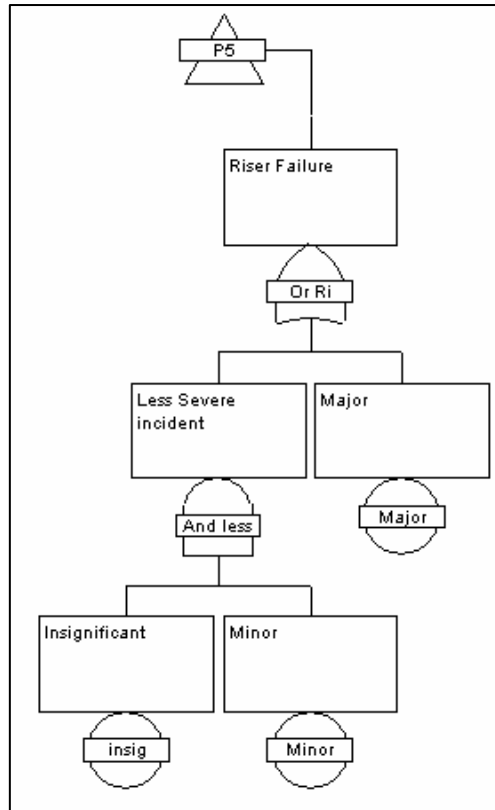 P5
Riser Failure
Or Ri
Less Severe
incident
Major
And less
Major
Insignificant
Minor
insig
Minor